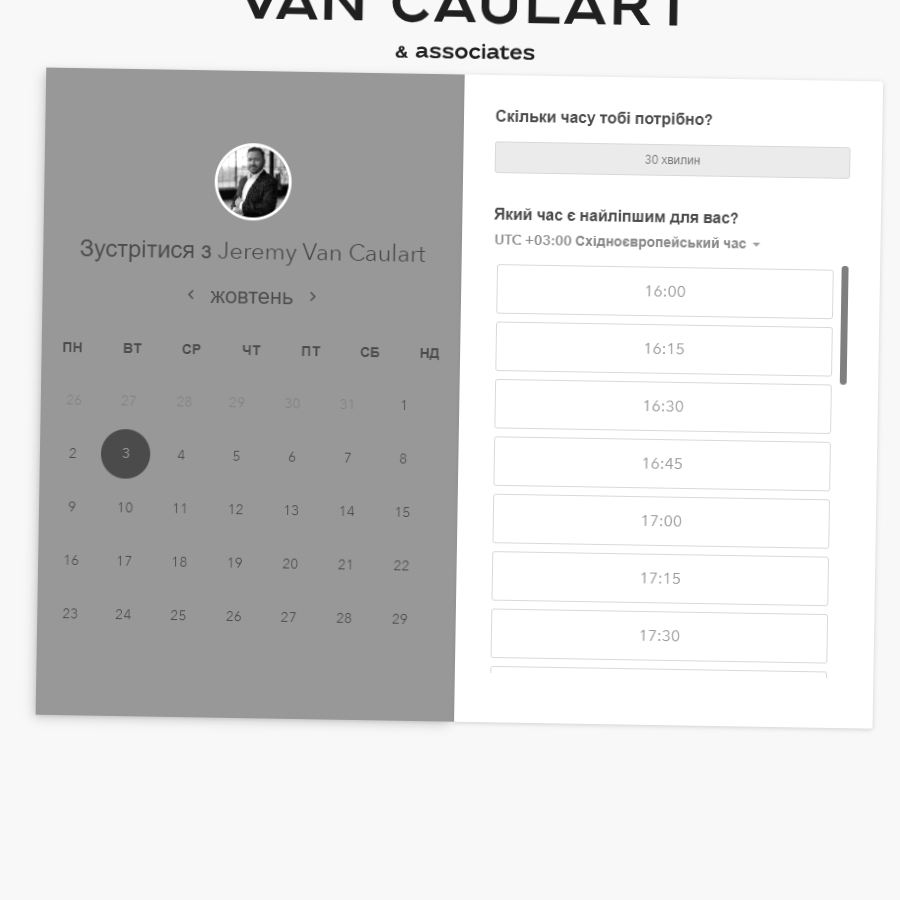 VAN CAULART
& associates
Зустрітися з Jeremy Van Caulart
жовтень
ПН ВТ СР ЧТ ПТ СБ НД
26 27 28 29 30 31 1
2 3 4 5 6 7 8
9 10 11 12 13 14 15
16 17 18 19 20 21 22
23 24 25 26 27 28 29
Скільки часу тобі потрібно?
30 хвилин
Який час є найліпшим для вас?
UTC +03:00 Східноєвропейський час
16:00
16:15
16:30
16:45
17:00
17:15
17:30